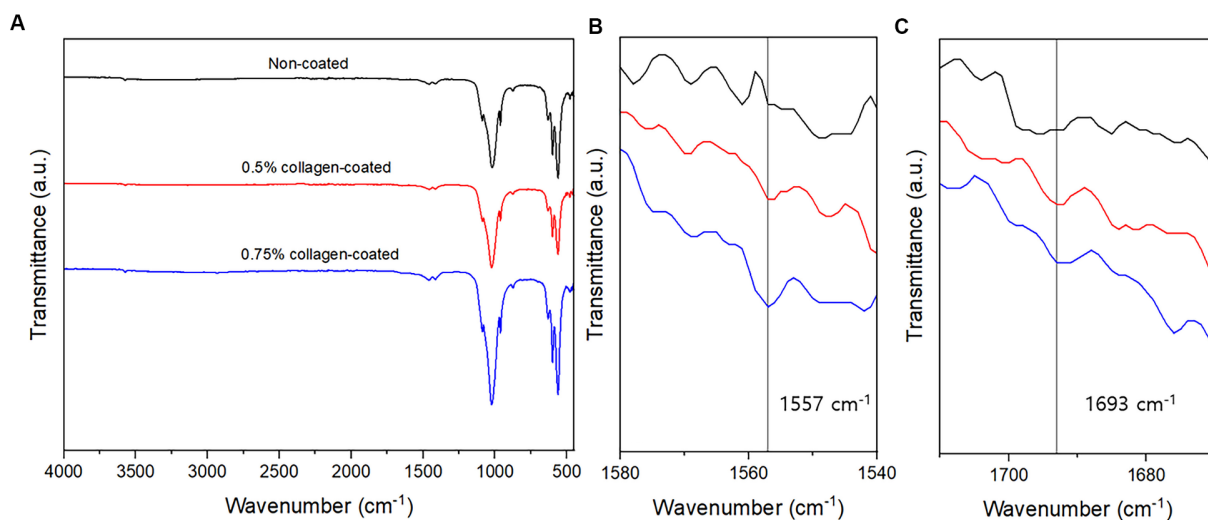 A
Non-coated
0.5% collagen-coated
0.75% collagen-coated
Transmittance (a.u.)
4000 3500 3000 2500 2000 1500 1000 500
Wavenumber (cm⁻¹)
B
Transmittance (a.u.)
1557 cm⁻¹
1580 1560 1540
Wavenumber (cm⁻¹)
C
Transmittance (a.u.)
1693 cm⁻¹
1700 1680
Wavenumber (cm⁻¹)